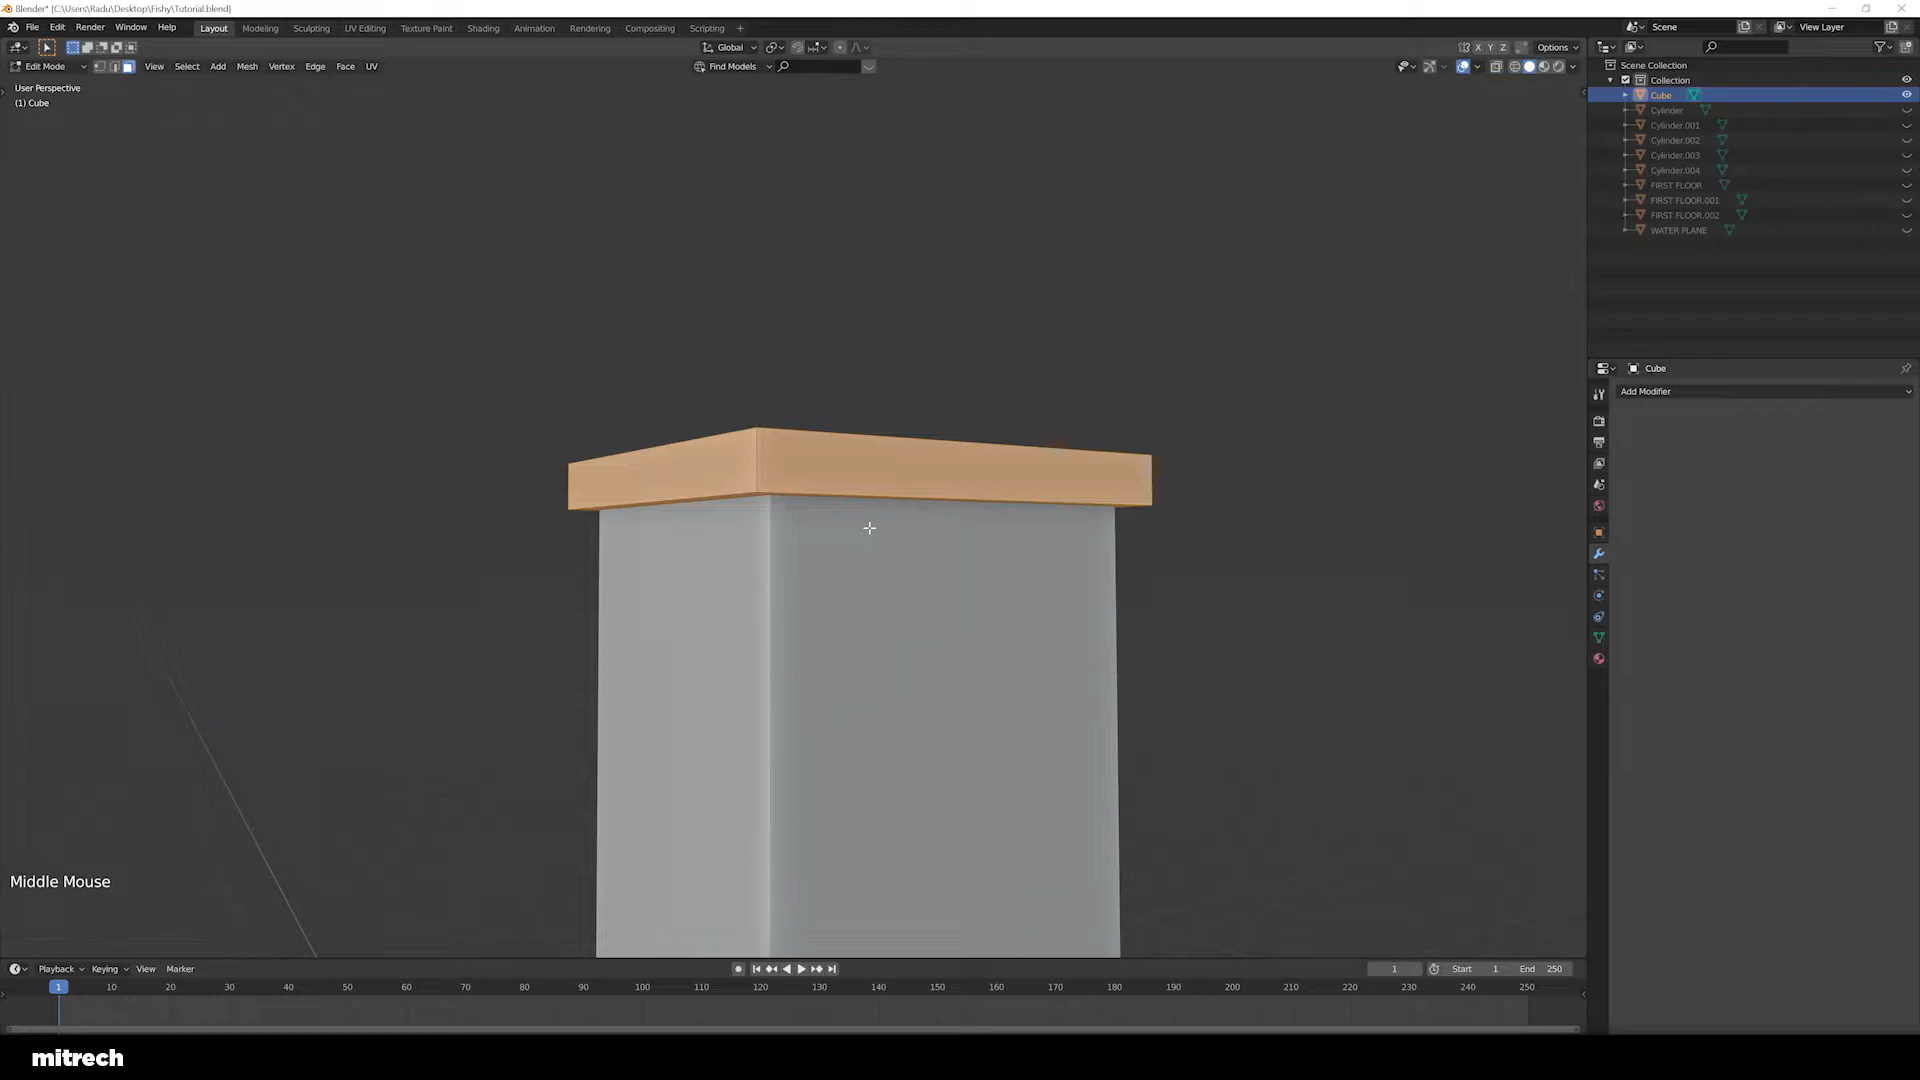 Blender* [C:\Users\Radu\Desktop\Fishy\Tutorial.blend]
File Edit Render Window Help Layout Modeling Sculpting UV Editing Texture Paint Shading Animation Rendering Compositing Scripting + Scene View Layer
Global X Y Z Options
Edit Mode View Select Add Mesh Vertex Edge Face UV Find Models
User Perspective
(1) Cube
Scene Collection
Collection
Cube
Cylinder
Cylinder.001
Cylinder.002
Cylinder.003
Cylinder.004
FIRST FLOOR
FIRST FLOOR.001
FIRST FLOOR.002
WATER PLANE
Cube
Add Modifier
Middle Mouse
Playback Keying View Marker 1 Start 1 End 250
1 10 20 30 40 50 60 70 80 90 100 110 120 130 140 150 160 170 180 190 200 210 220 230 240 250
mitrech